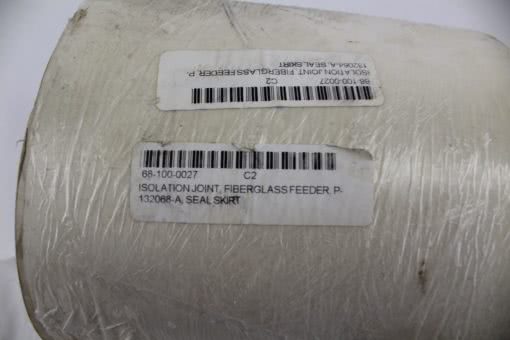 68-100-0027 C2
ISOLATION JOINT, FIBERGLASS FEEDER, P-
132068-A, SEAL SKIRT
68-100-0027 C2
ISOLATION JOINT, FIBERGLASS FEEDER, P-
132068-A, SEAL SKIRT